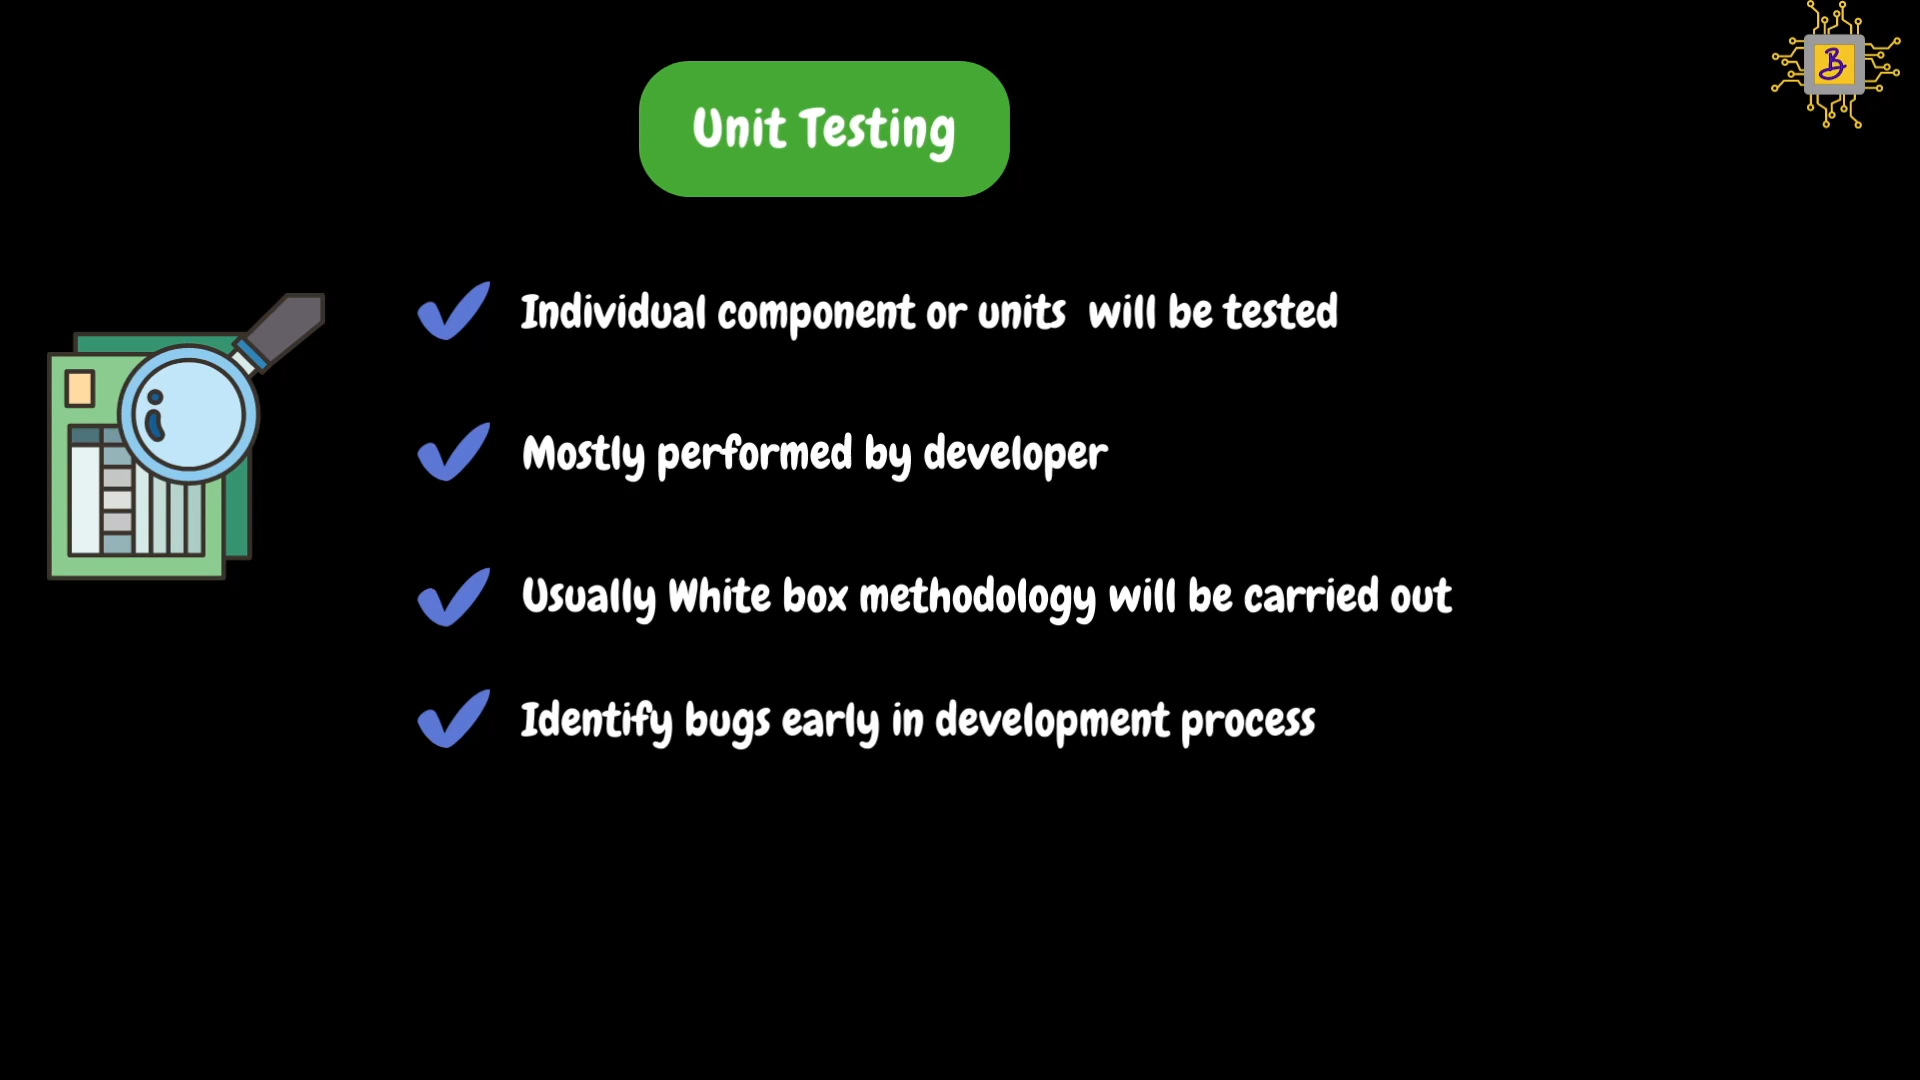 B
Unit Testing
Individual component or units will be tested
Mostly performed by developer
Usually White box methodology will be carried out
Identify bugs early in development process